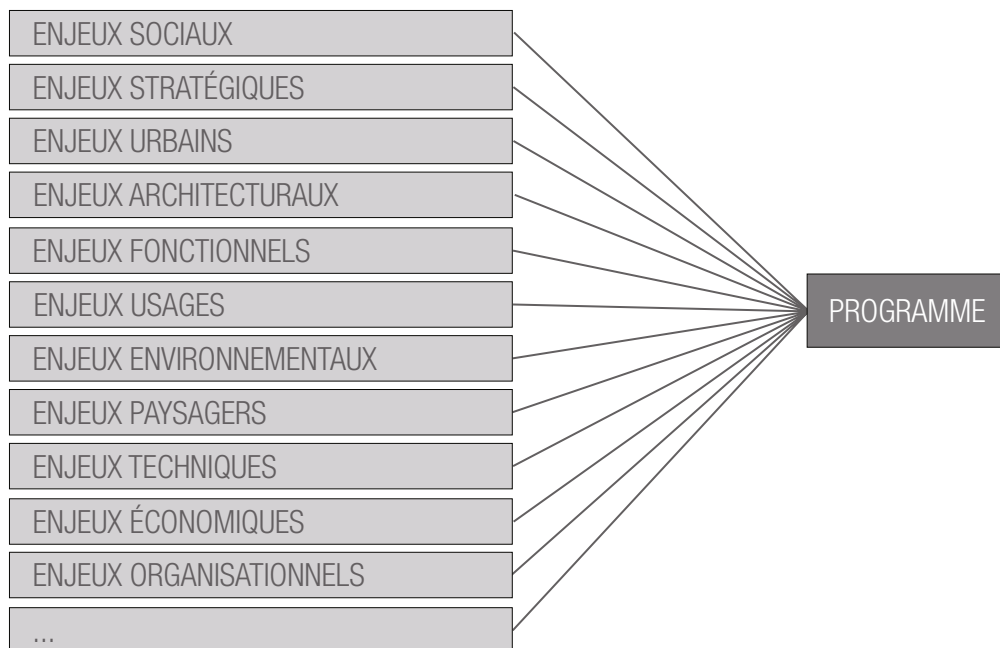 ENJEUX SOCIAUX
ENJEUX STRATÉGIQUES
ENJEUX URBAINS
ENJEUX ARCHITECTURAUX
ENJEUX FONCTIONNELS
ENJEUX USAGES
ENJEUX ENVIRONNEMENTAUX
ENJEUX PAYSAGERS
ENJEUX TECHNIQUES
ENJEUX ÉCONOMIQUES
ENJEUX ORGANISATIONNELS
...
PROGRAMME